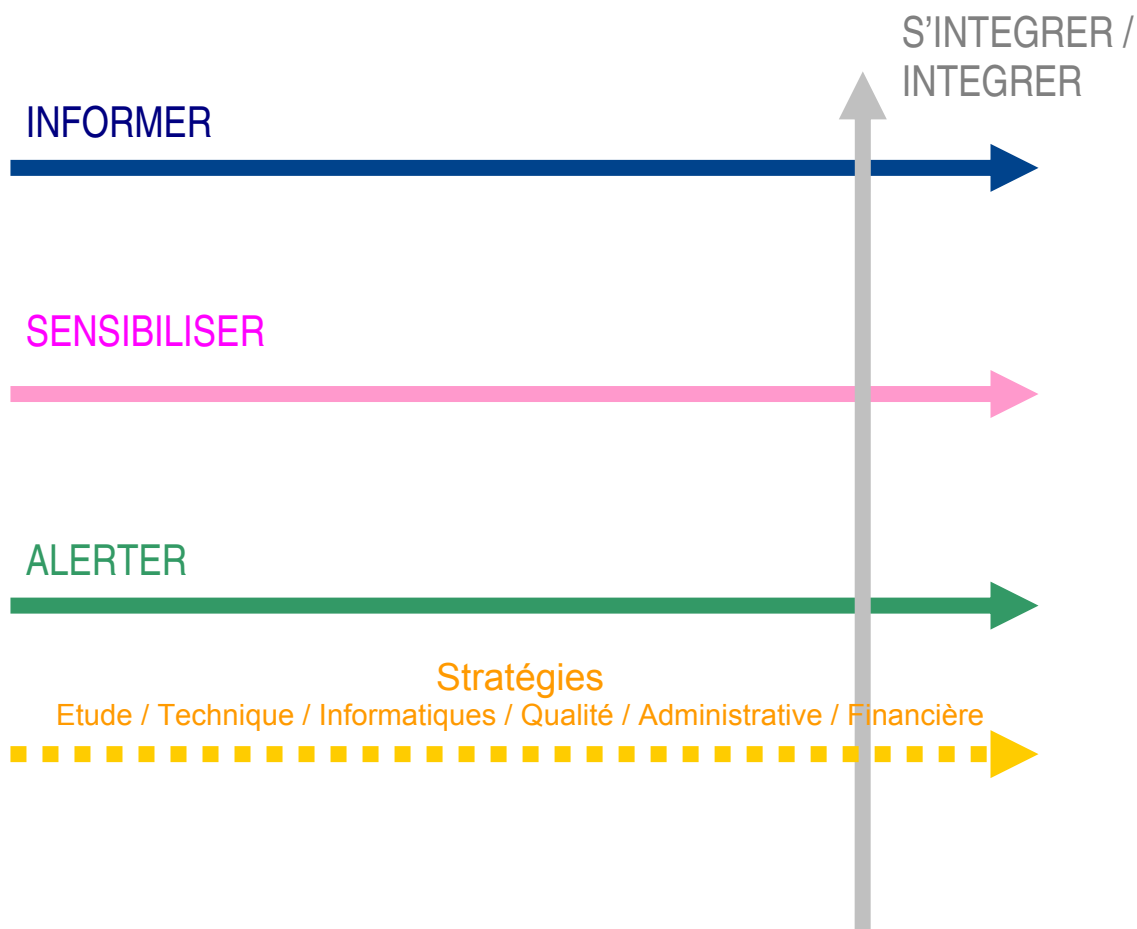 S'INTEGRER /
INTEGRER
INFORMER
SENSIBILISER
ALERTER
Stratégies
Etude / Technique / Informatiques / Qualité / Administrative / Financière